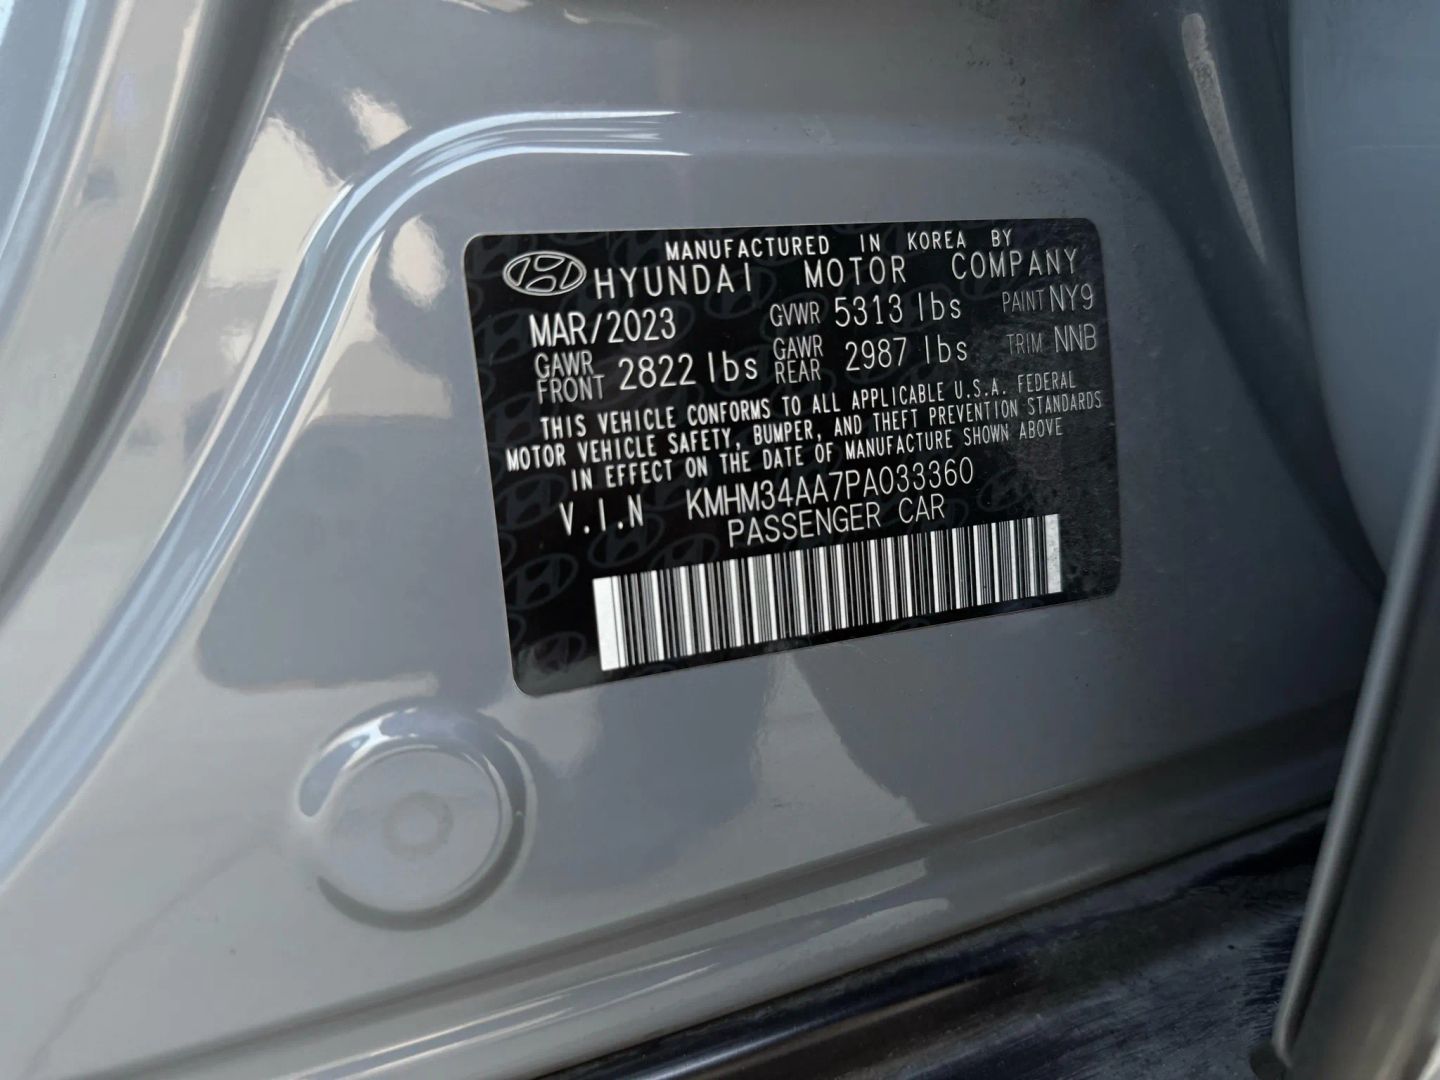 MANUFACTURED IN KOREA BY
HYUNDAI MOTOR COMPANY
MAR/2023 GVWR 5313 lbs PAINT NY9
GAWR FRONT 2822 lbs GAWR REAR 2987 lbs TRIM NNB
THIS VEHICLE CONFORMS TO ALL APPLICABLE U.S.A. FEDERAL
MOTOR VEHICLE SAFETY, BUMPER, AND THEFT PREVENTION STANDARDS
IN EFFECT ON THE DATE OF MANUFACTURE SHOWN ABOVE
V.I.N KMHM34AA7PA033360
PASSENGER CAR